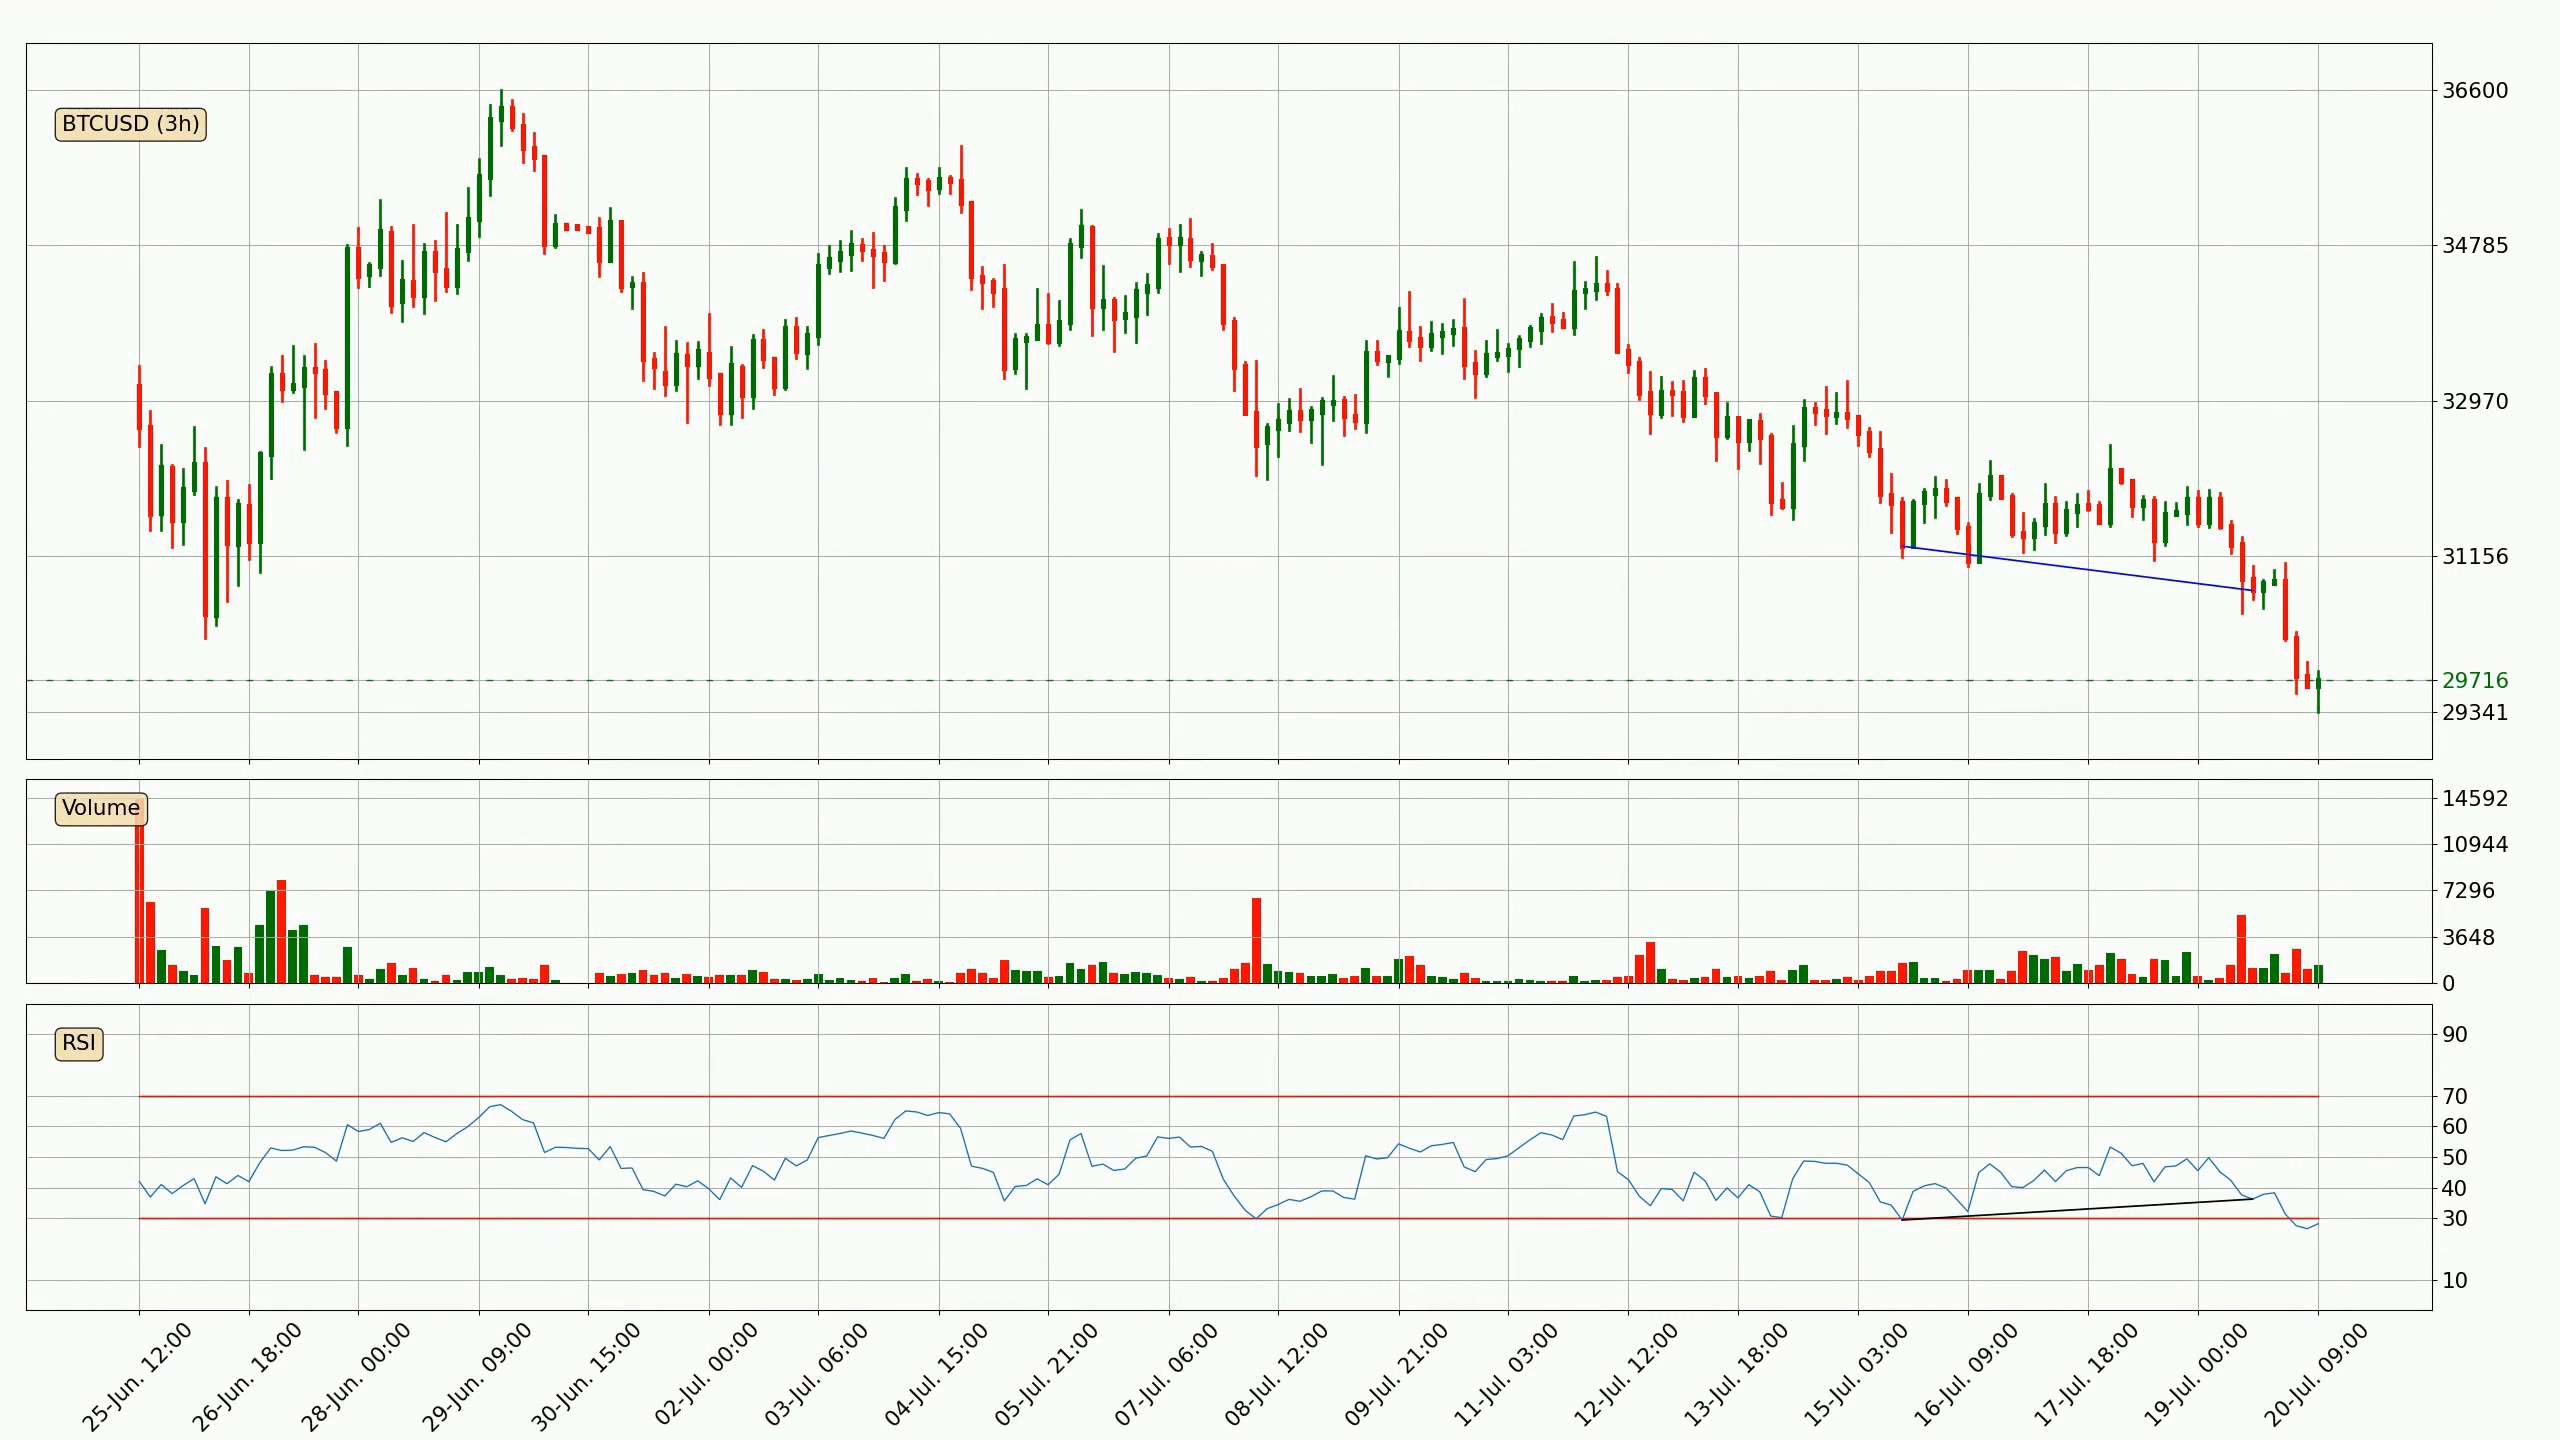 BTCUSD (3h)
36600
34785
32970
31156
29716
29341
Volume
14592
10944
7296
3648
0
RSI
90
70
60
50
40
30
10
25-Jun. 12:00
26-Jun. 18:00
28-Jun. 00:00
29-Jun. 09:00
30-Jun. 15:00
02-Jul. 00:00
03-Jul. 06:00
04-Jul. 15:00
05-Jul. 21:00
07-Jul. 06:00
08-Jul. 12:00
09-Jul. 21:00
11-Jul. 03:00
12-Jul. 12:00
13-Jul. 18:00
15-Jul. 03:00
16-Jul. 09:00
17-Jul. 18:00
19-Jul. 00:00
20-Jul. 09:00